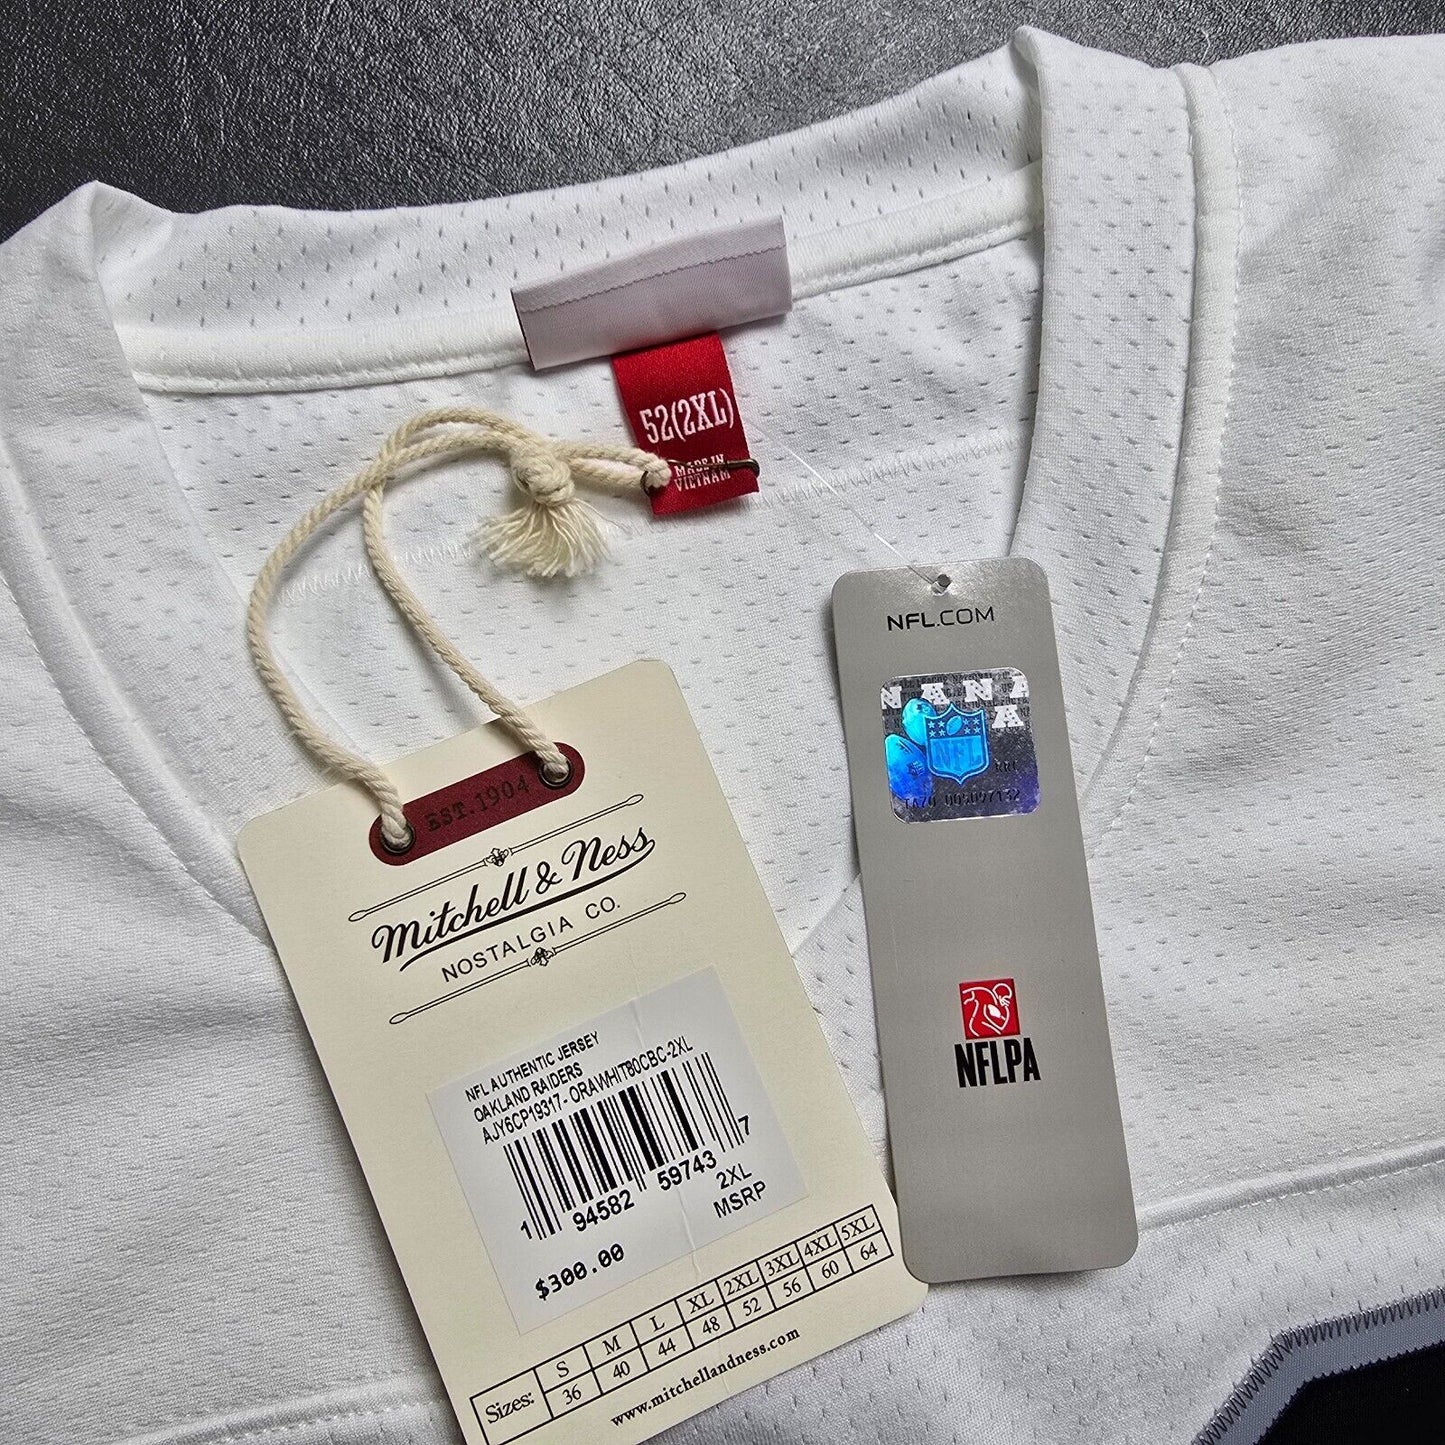 52(2XL)
MADE IN
VIETNAM
EST. 1904
Mitchell & Ness
NOSTALGIA CO.
NFL AUTHENTIC JERSEY
OAKLAND RAIDERS
AJY6CP19317-ORAWHIT80CBC-2XL
1 94582 59743 7
2XL
MSRP
$300.00
Sizes: S M L XL 2XL 3XL 4XL 5XL
36 40 44 48 52 56 60 64
www.mitchellandness.com
NFL.COM
NFL
005097132
NFLPA